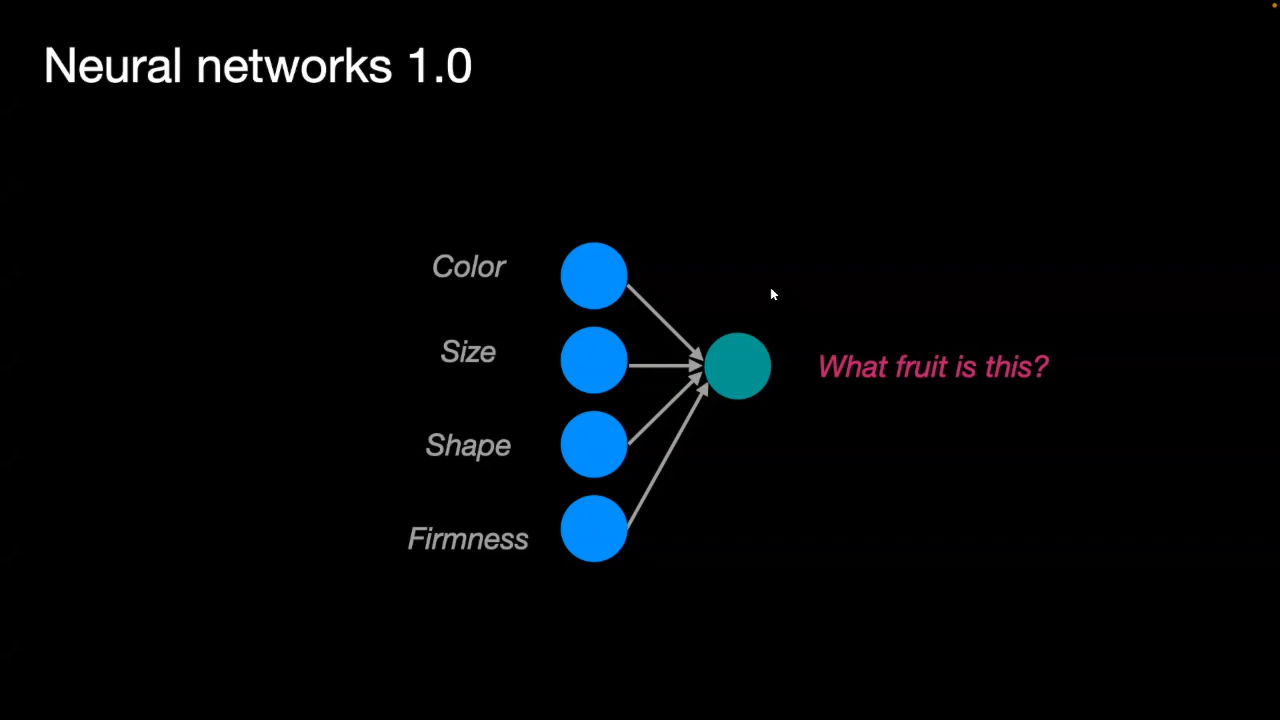 Neural networks 1.0
Color
Size
What fruit is this?
Shape
Firmness